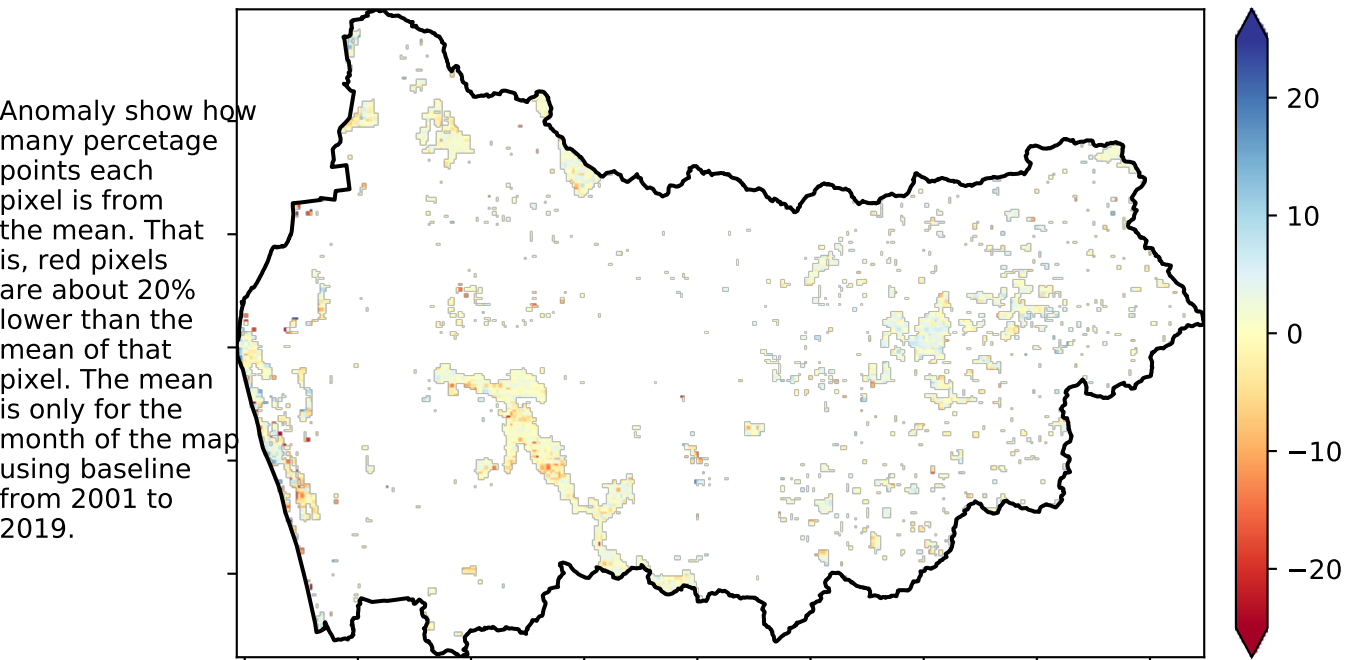 Anomaly show how
many percetage
points each
pixel is from
the mean. That
is, red pixels
are about 20%
lower than the
mean of that
pixel. The mean
is only for the
month of the map
using baseline
from 2001 to
2019.
20
10
0
−10
−20